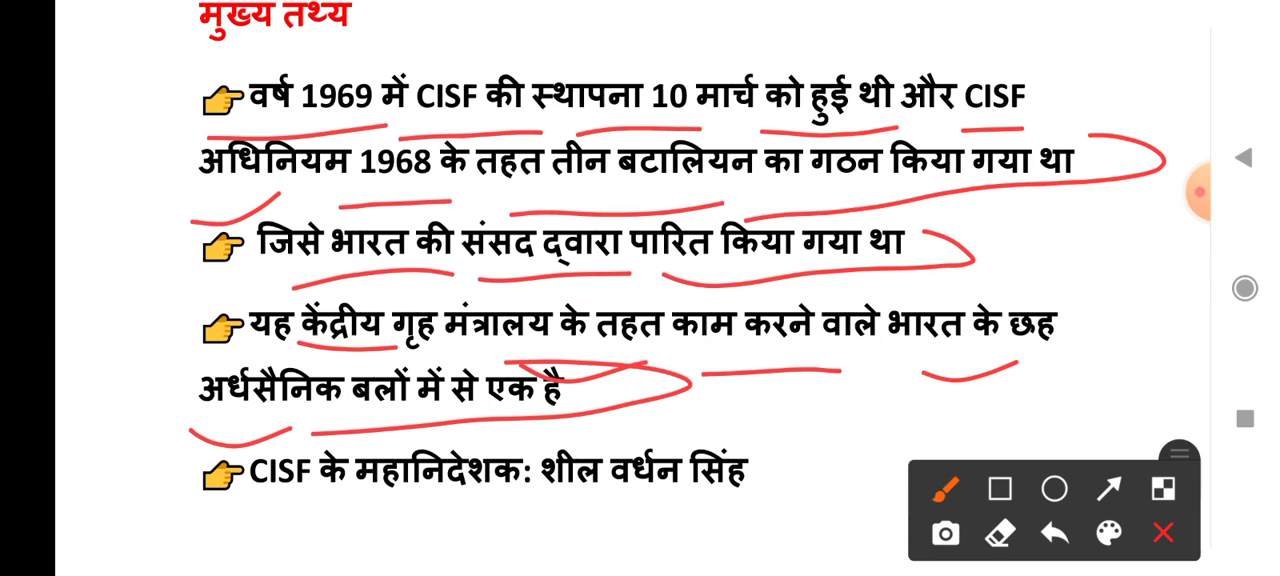 मुख्य तथ्य
👉वर्ष 1969 में CISF की स्थापना 10 मार्च को हुई थी और CISF
अधिनियम 1968 के तहत तीन बटालियन का गठन किया गया था
👉 जिसे भारत की संसद द्वारा पारित किया गया था
👉यह केंद्रीय गृह मंत्रालय के तहत काम करने वाले भारत के छह
अर्धसैनिक बलों में से एक है
👉CISF के महानिदेशक: शील वर्धन सिंह